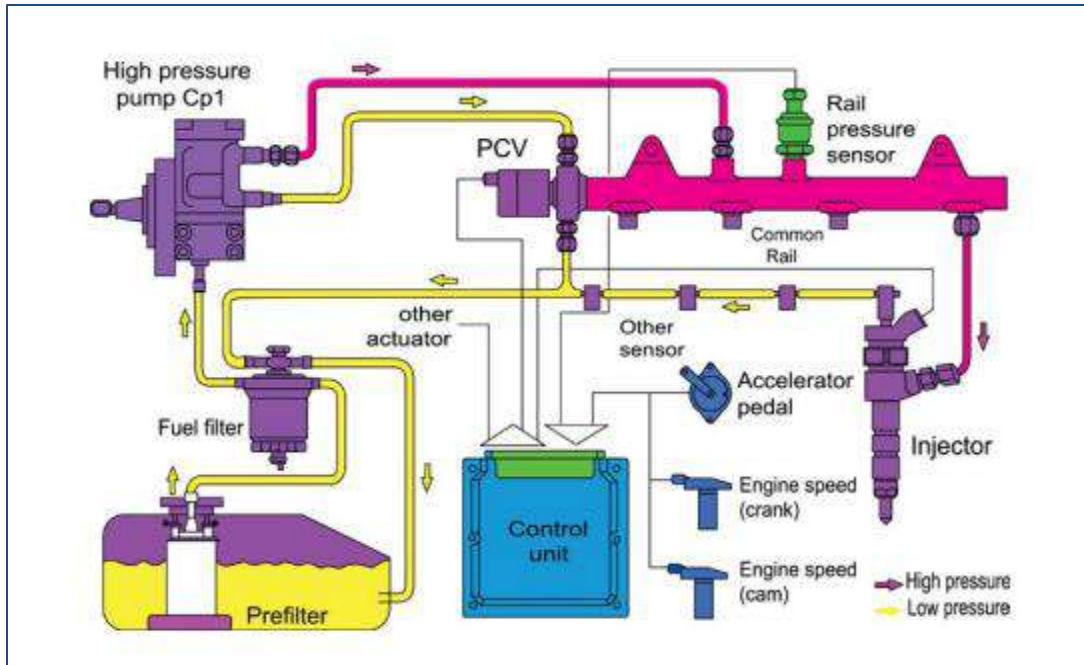 High pressure
pump Cp1
PCV
Rail
pressure
sensor
Common
Rail
other
actuator
Other
sensor
Accelerator
pedal
Fuel filter
Injector
Engine speed
(crank)
Control
unit
Engine speed
(cam)
Prefilter
High pressure
Low pressure